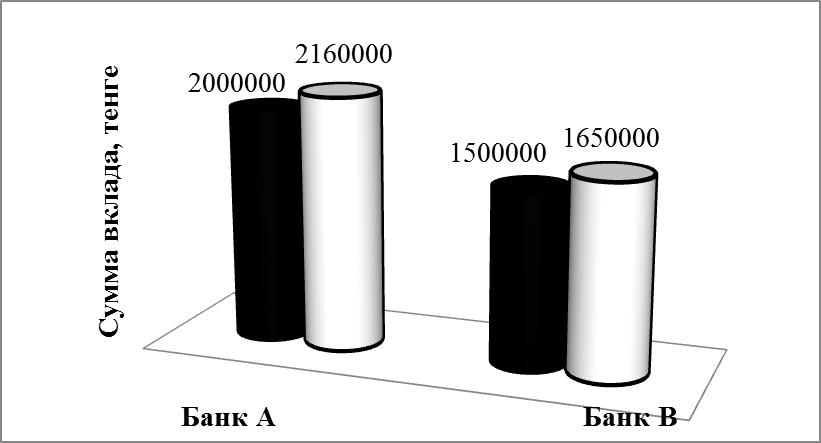 Сумма вклада, тенге
2000000
2160000
1500000
1650000
Банк А
Банк В